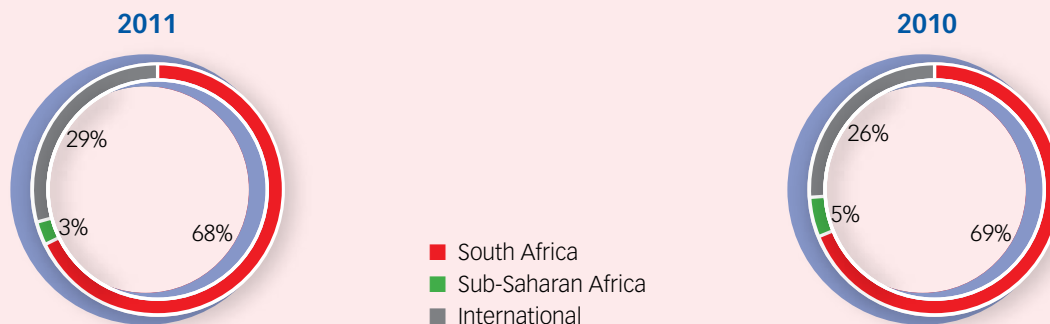 2011
29%
3%
68%
South Africa
Sub-Saharan Africa
International
2010
26%
5%
69%